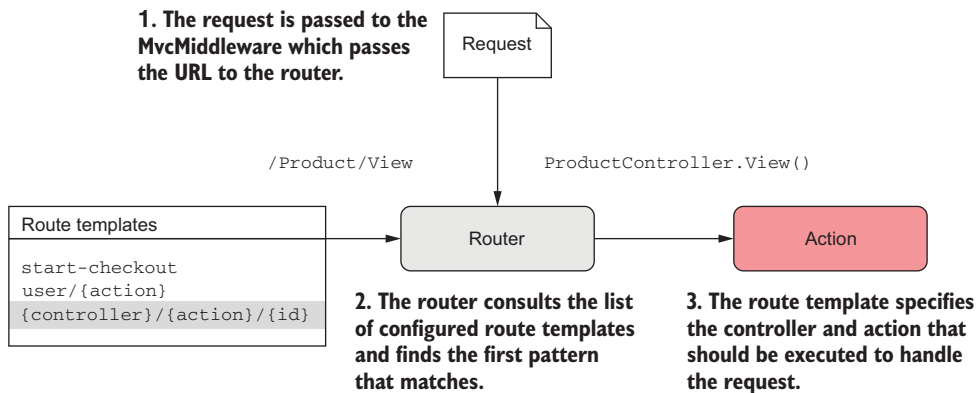 1. The request is passed to the
MvcMiddleware which passes
the URL to the router.
Request
/Product/View
ProductController.View()
Route templates
start-checkout
user/{action}
{controller}/{action}/{id}
Router
Action
2. The router consults the list
of configured route templates
and finds the first pattern
that matches.
3. The route template specifies
the controller and action that
should be executed to handle
the request.